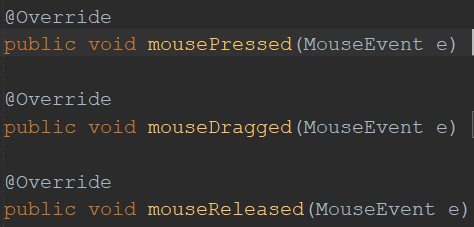 @Override
public void mousePressed(MouseEvent e)
@Override
public void mouseDragged(MouseEvent e)
@Override
public void mouseReleased(MouseEvent e)